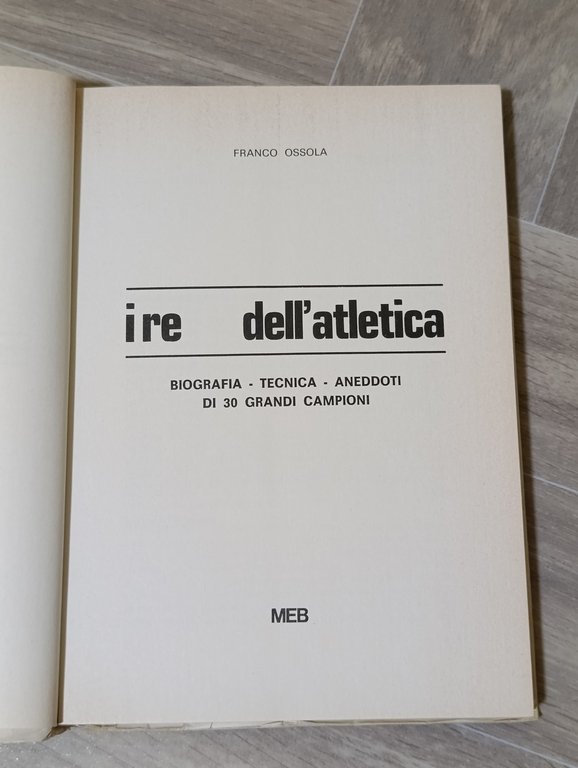 FRANCO OSSOLA
i re dell'atletica
BIOGRAFIA - TECNICA - ANEDDOTI
DI 30 GRANDI CAMPIONI
MEB